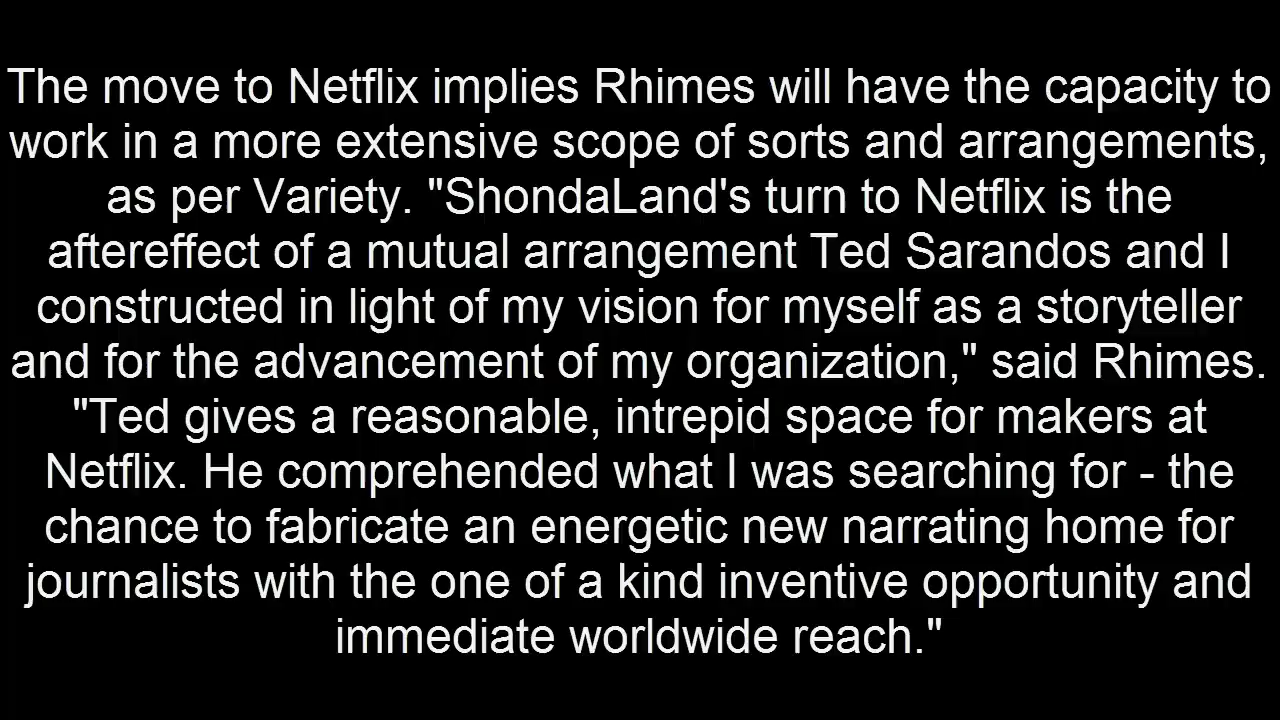 The move to Netflix implies Rhimes will have the capacity to
work in a more extensive scope of sorts and arrangements,
as per Variety. "ShondaLand's turn to Netflix is the
aftereffect of a mutual arrangement Ted Sarandos and I
constructed in light of my vision for myself as a storyteller
and for the advancement of my organization," said Rhimes.
"Ted gives a reasonable, intrepid space for makers at
Netflix. He comprehended what I was searching for - the
chance to fabricate an energetic new narrating home for
journalists with the one of a kind inventive opportunity and
immediate worldwide reach."